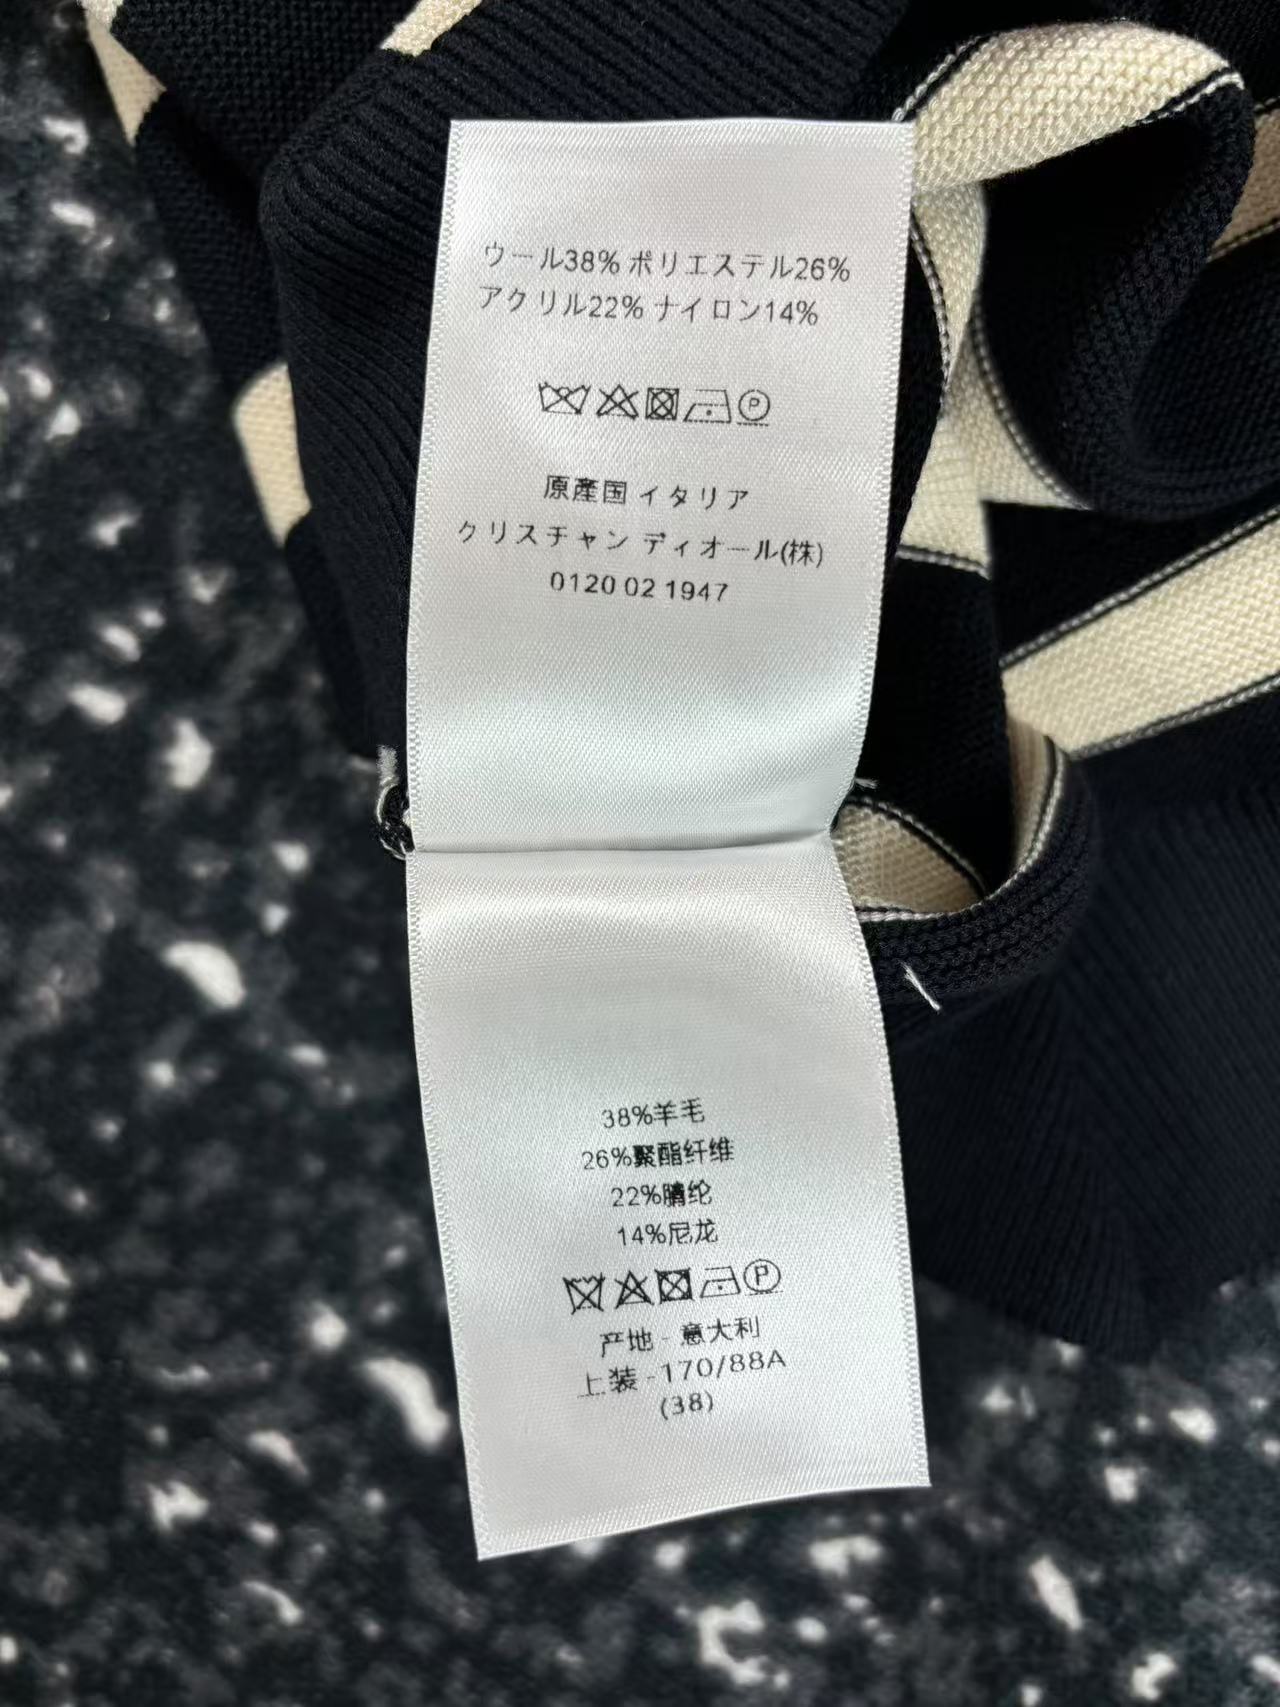 ウール38% ポリエステル26%
アクリル22% ナイロン14%
P
原産国 イタリア
クリスチャン ディオール(株)
0120 02 1947
38%羊毛
26%聚酯纤维
22%腈纶
14%尼龙
P
产地 - 意大利
上装 - 170/88A
(38)